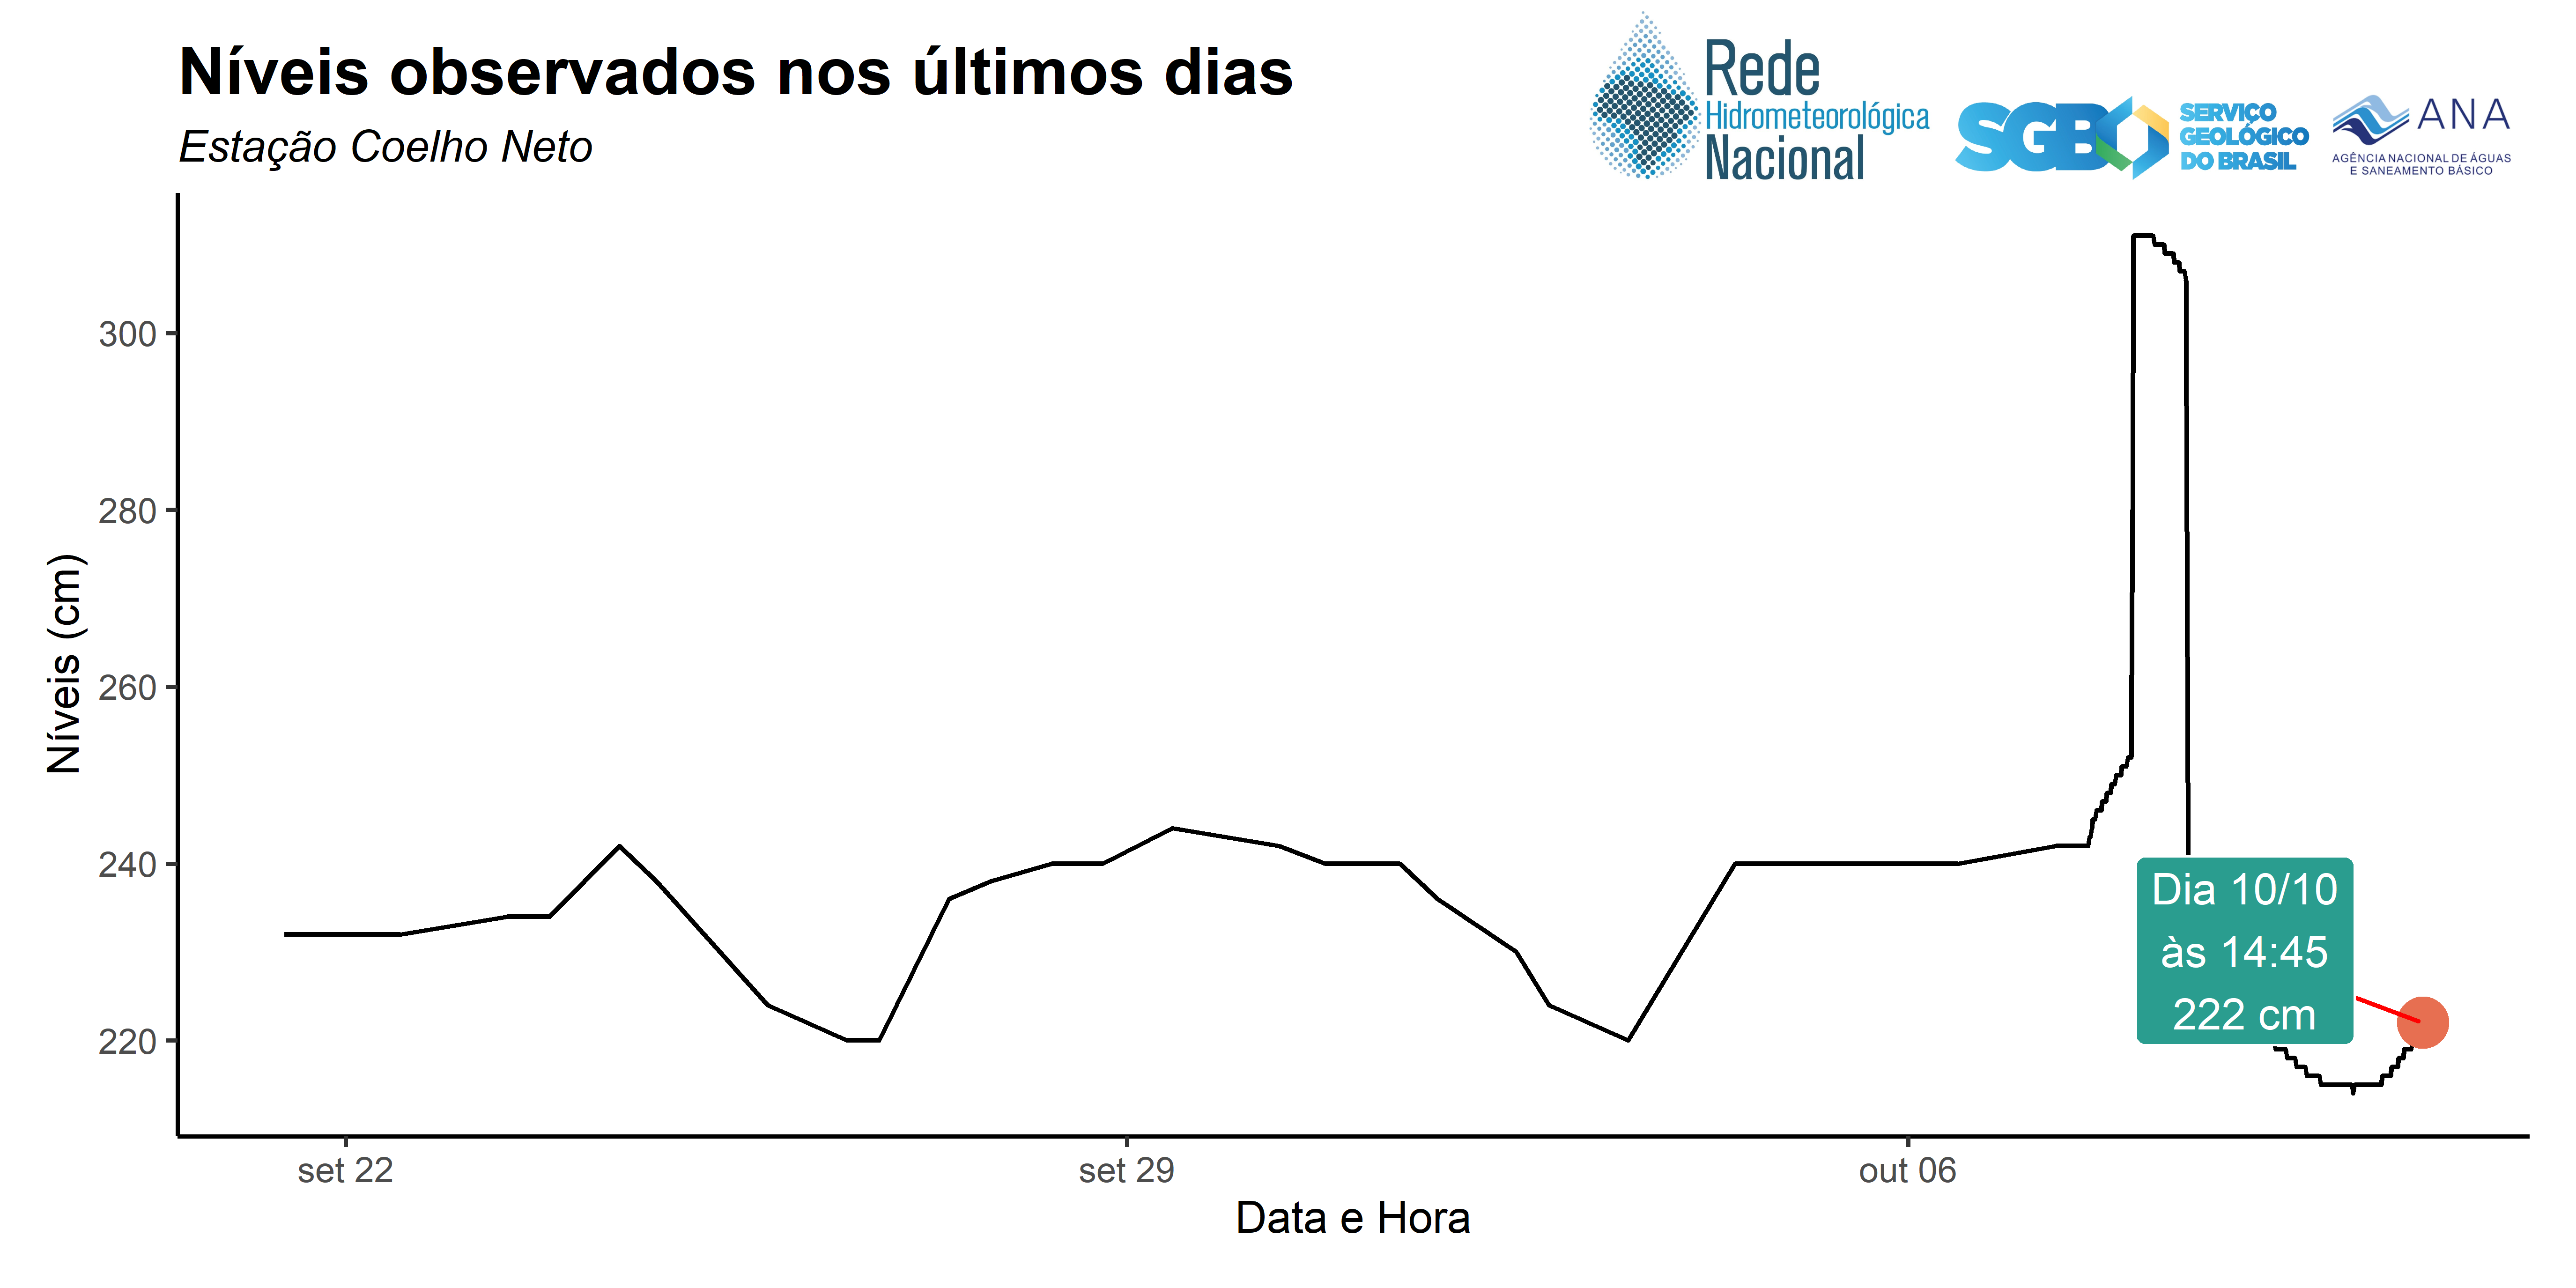 Níveis observados nos últimos dias
Estação Coelho Neto
Rede
Hidrometeorológica
Nacional
SGB
SERVIÇO
GEOLÓGICO
DO BRASIL
ANA
AGÊNCIA NACIONAL DE ÁGUAS
E SANEAMENTO BÁSICO
Níveis (cm)
300
280
260
240
220
Dia 10/10
às 14:45
222 cm
set 22
set 29
out 06
Data e Hora